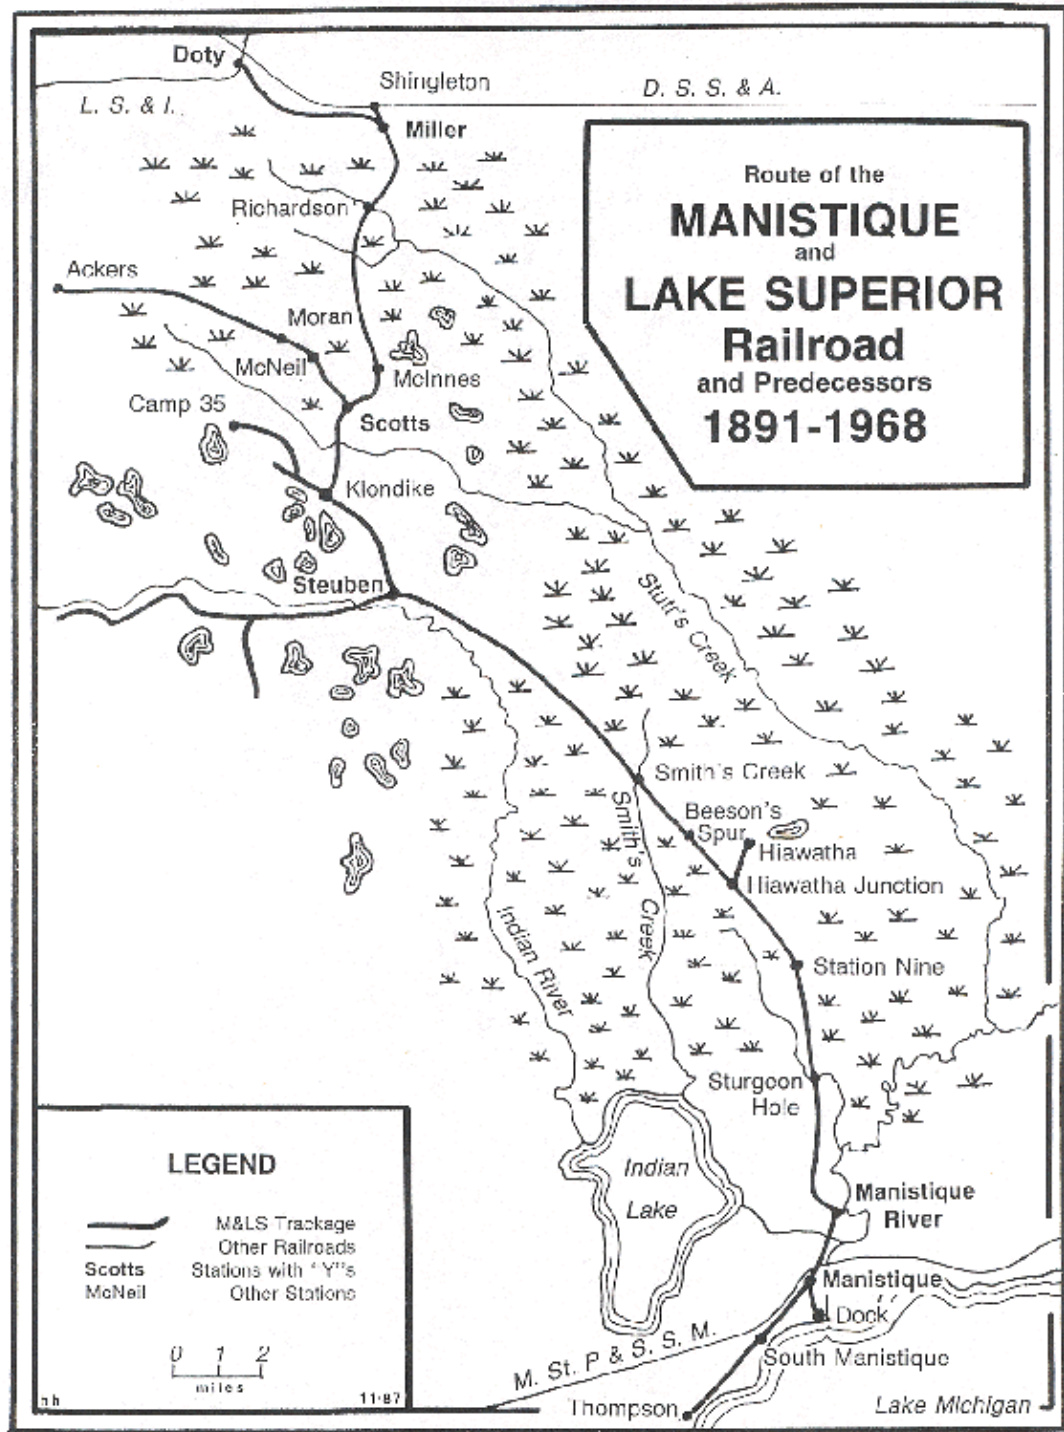 Doty
Shingleton
L. S. & I.
D. S. S. & A.
Miller
Route of the
MANISTIQUE
and
LAKE SUPERIOR
Railroad
and Predecessors
1891-1968
Richardson
Ackers
Moran
McNeil
McInnes
Camp 35
Scotts
Klondike
Steuben
Stutt's Creek
Smith's Creek
Beeson's
Spur
Hiawatha
Hiawatha Junction
Smith's
Creek
Indian River
Station Nine
Sturgeon
Hole
Indian
Lake
Manistique
River
Manistique
Dock
South Manistique
M. St. P & S. S. M.
Thompson
Lake Michigan
LEGEND
M&LS Trackage
Other Railroads
Scotts Stations with "Y"s
McNeil Other Stations
0 1 2
miles
hh 11-87